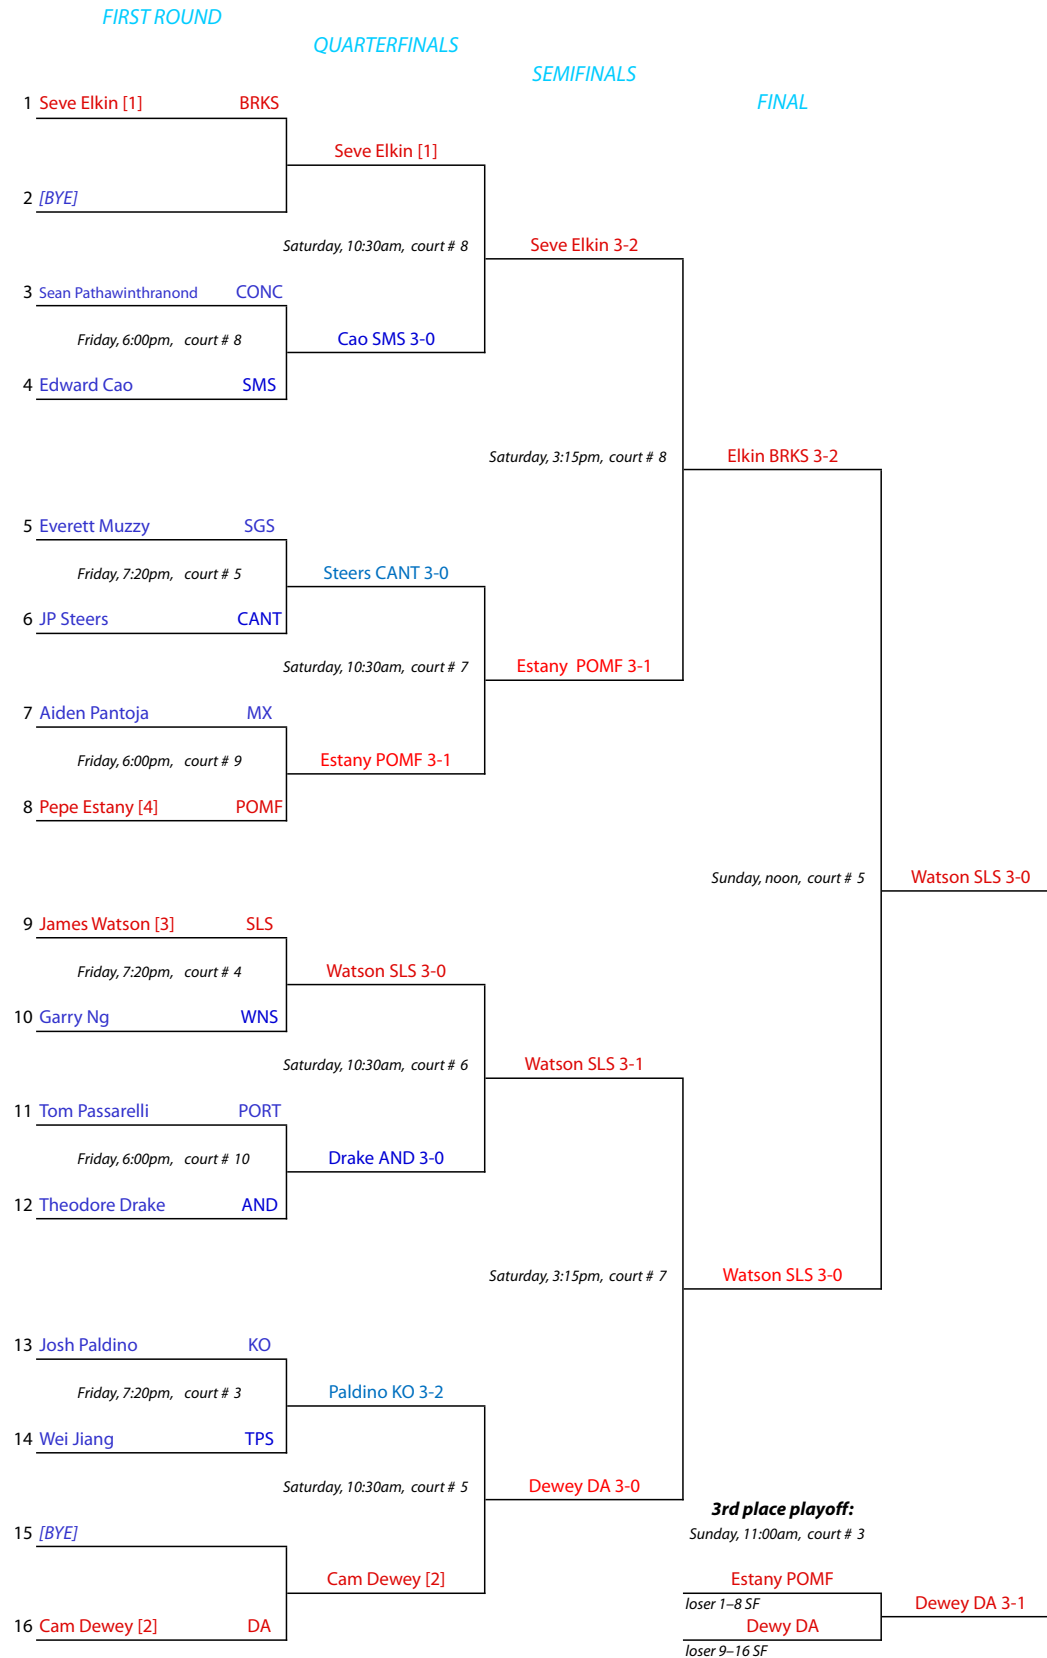 FIRST ROUND
QUARTERFINALS
SEMIFINALS
FINAL
1 Seve Elkin [1] BRKS
Seve Elkin [1]
2 [BYE]
Saturday, 10:30am, court # 8 Seve Elkin 3-2
3 Sean Pathawinthranond CONC
Friday, 6:00pm, court # 8 Cao SMS 3-0
4 Edward Cao SMS
Saturday, 3:15pm, court # 8 Elkin BRKS 3-2
5 Everett Muzzy SGS
Friday, 7:20pm, court # 5 Steers CANT 3-0
6 JP Steers CANT
Saturday, 10:30am, court # 7 Estany POMF 3-1
7 Aiden Pantoja MX
Friday, 6:00pm, court # 9 Estany POMF 3-1
8 Pepe Estany [4] POMF
Sunday, noon, court # 5 Watson SLS 3-0
9 James Watson [3] SLS
Friday, 7:20pm, court # 4 Watson SLS 3-0
10 Garry Ng WNS
Saturday, 10:30am, court # 6 Watson SLS 3-1
11 Tom Passarelli PORT
Friday, 6:00pm, court # 10 Drake AND 3-0
12 Theodore Drake AND
Saturday, 3:15pm, court # 7 Watson SLS 3-0
13 Josh Paldino KO
Friday, 7:20pm, court # 3 Paldino KO 3-2
14 Wei Jiang TPS
Saturday, 10:30am, court # 5 Dewey DA 3-0
3rd place playoff:
15 [BYE] Sunday, 11:00am, court # 3
Cam Dewey [2] Estany POMF
loser 1–8 SF Dewey DA 3-1
16 Cam Dewey [2] DA Dewy DA
loser 9–16 SF